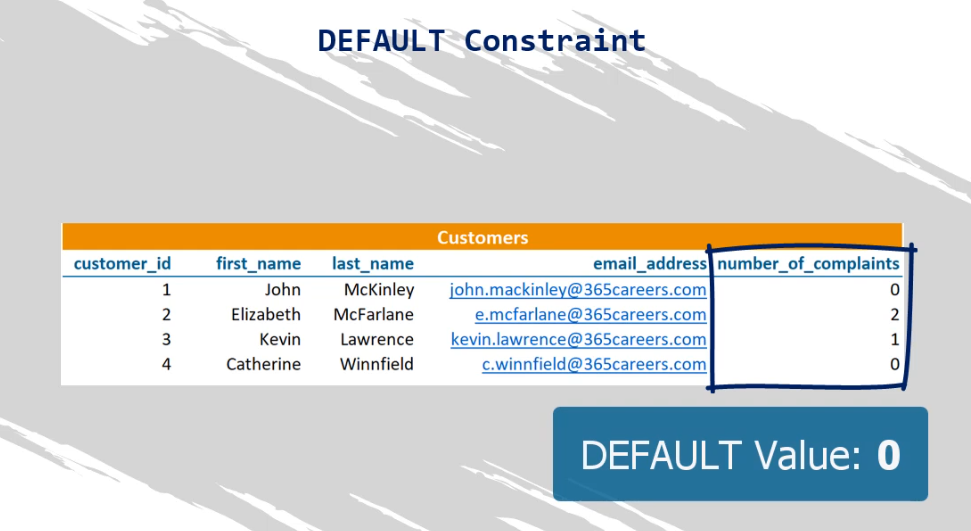 DEFAULT Constraint
Customers
customer_id first_name last_name email_address number_of_complaints
1 John McKinley john.mackinley@365careers.com 0
2 Elizabeth McFarlane e.mcfarlane@365careers.com 2
3 Kevin Lawrence kevin.lawrence@365careers.com 1
4 Catherine Winnfield c.winnfield@365careers.com 0
DEFAULT Value: 0